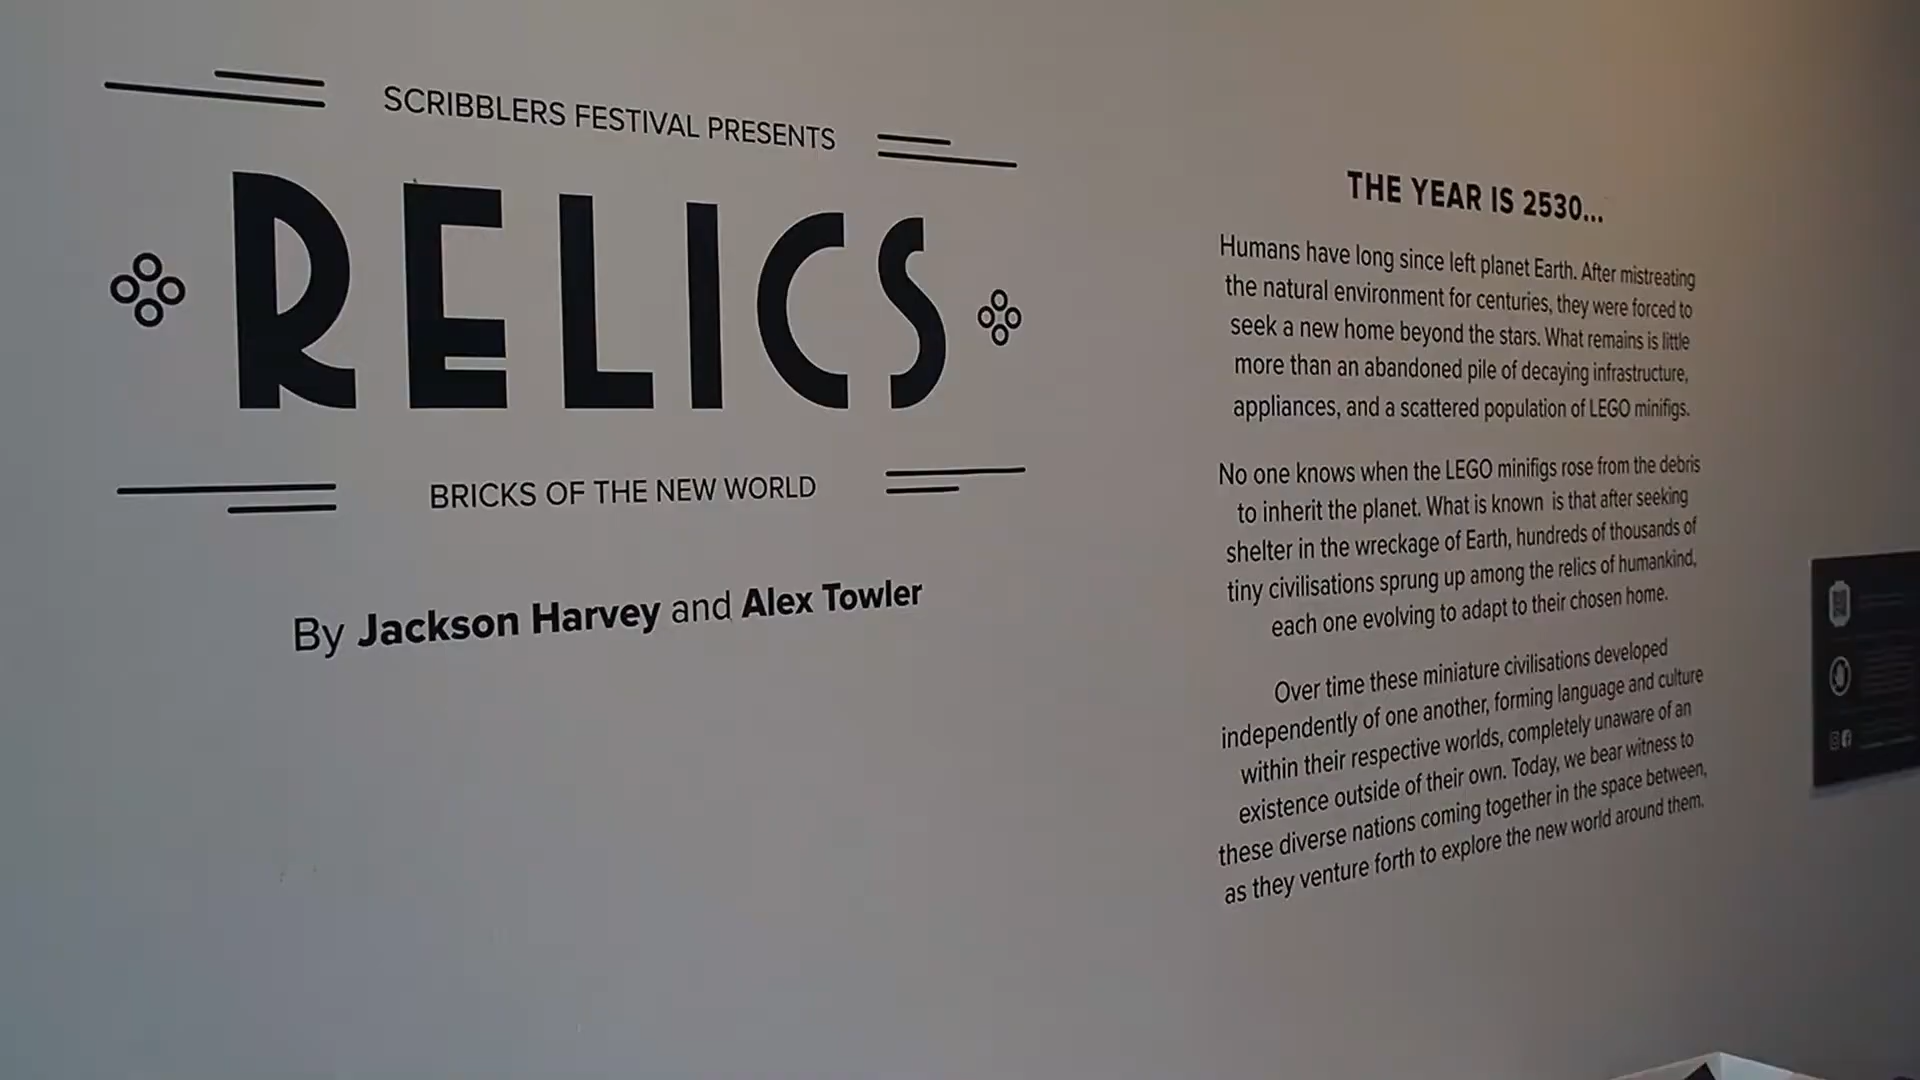 SCRIBBLERS FESTIVAL PRESENTS
RELICS
BRICKS OF THE NEW WORLD
By Jackson Harvey and Alex Towler
THE YEAR IS 2530...
Humans have long since left planet Earth. After mistreating
the natural environment for centuries, they were forced to
seek a new home beyond the stars. What remains is little
more than an abandoned pile of decaying infrastructure,
appliances, and a scattered population of LEGO minifigs.
No one knows when the LEGO minifigs rose from the debris
to inherit the planet. What is known is that after seeking
shelter in the wreckage of Earth, hundreds of thousands of
tiny civilisations sprung up among the relics of humankind,
each one evolving to adapt to their chosen home.
Over time these miniature civilisations developed
independently of one another, forming language and culture
within their respective worlds, completely unaware of an
existence outside of their own. Today, we bear witness to
these diverse nations coming together in the space between,
as they venture forth to explore the new world around them.